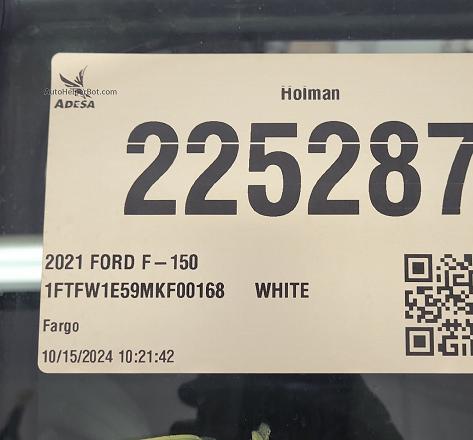 AutoHelperBot.com
ADESA
Holman
225287
2021 FORD F-150
1FTFW1E59MKF00168 WHITE
Fargo
10/15/2024 10:21:42